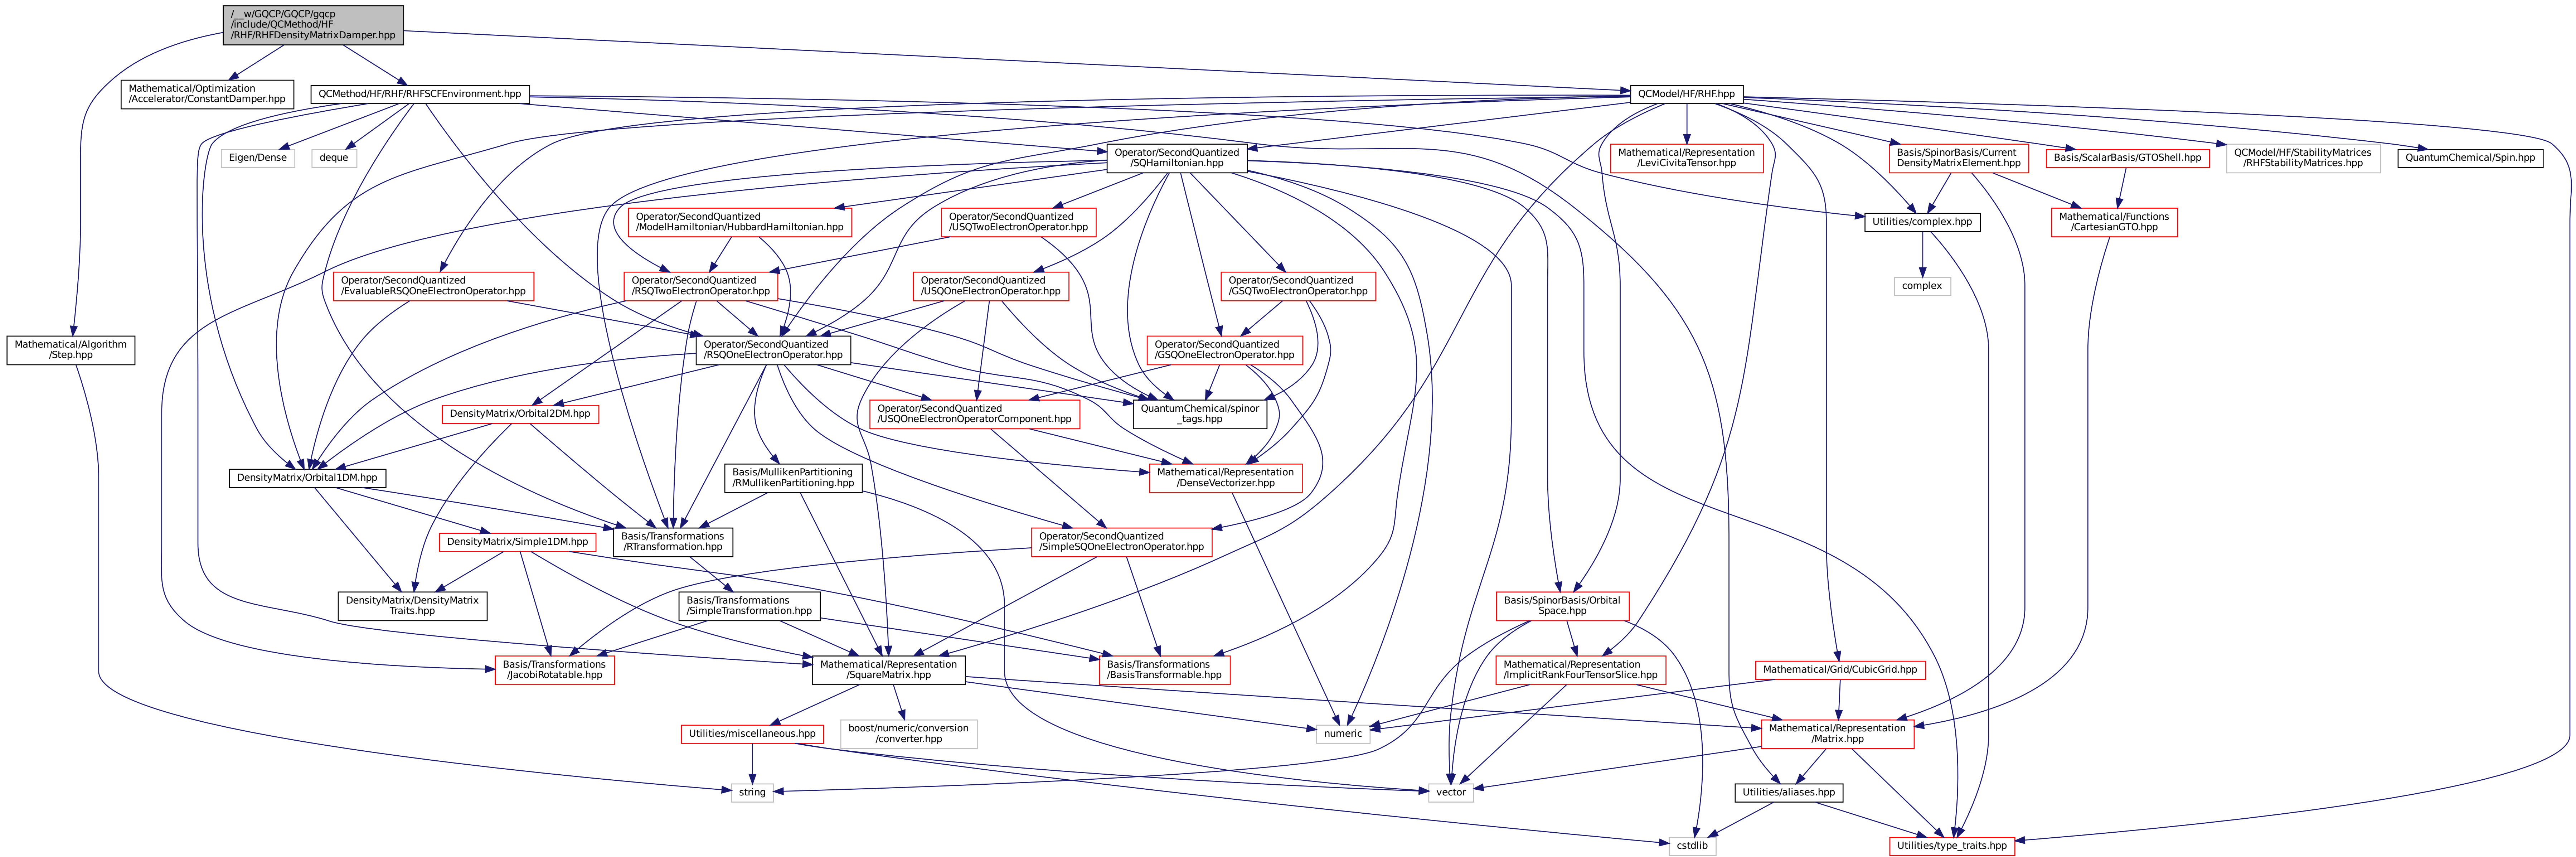 /__w/GQCP/GQCP/gqcp
/include/QCMethod/HF
/RHF/RHFDensityMatrixDamper.hpp
Mathematical/Optimization
/Accelerator/ConstantDamper.hpp
QCMethod/HF/RHF/RHFSCFEnvironment.hpp
QCModel/HF/RHF.hpp
Eigen/Dense
deque
Operator/SecondQuantized
/SQHamiltonian.hpp
Mathematical/Representation
/LeviCivitaTensor.hpp
Basis/SpinorBasis/Current
DensityMatrixElement.hpp
Basis/ScalarBasis/GTOShell.hpp
QCModel/HF/StabilityMatrices
/RHFStabilityMatrices.hpp
QuantumChemical/Spin.hpp
Operator/SecondQuantized
/ModelHamiltonian/HubbardHamiltonian.hpp
Operator/SecondQuantized
/USQTwoElectronOperator.hpp
Utilities/complex.hpp
Mathematical/Functions
/CartesianGTO.hpp
Operator/SecondQuantized
/EvaluableRSQOneElectronOperator.hpp
Operator/SecondQuantized
/RSQTwoElectronOperator.hpp
Operator/SecondQuantized
/USQOneElectronOperator.hpp
Operator/SecondQuantized
/GSQTwoElectronOperator.hpp
complex
Mathematical/Algorithm
/Step.hpp
Operator/SecondQuantized
/RSQOneElectronOperator.hpp
Operator/SecondQuantized
/GSQOneElectronOperator.hpp
DensityMatrix/Orbital2DM.hpp
Operator/SecondQuantized
/USQOneElectronOperatorComponent.hpp
QuantumChemical/spinor
_tags.hpp
DensityMatrix/Orbital1DM.hpp
Basis/MullikenPartitioning
/RMullikenPartitioning.hpp
Mathematical/Representation
/DenseVectorizer.hpp
DensityMatrix/Simple1DM.hpp
Basis/Transformations
/RTransformation.hpp
Operator/SecondQuantized
/SimpleSQOneElectronOperator.hpp
DensityMatrix/DensityMatrix
Traits.hpp
Basis/Transformations
/SimpleTransformation.hpp
Basis/SpinorBasis/Orbital
Space.hpp
Basis/Transformations
/JacobiRotatable.hpp
Mathematical/Representation
/SquareMatrix.hpp
Basis/Transformations
/BasisTransformable.hpp
Mathematical/Representation
/ImplicitRankFourTensorSlice.hpp
Mathematical/Grid/CubicGrid.hpp
Utilities/miscellaneous.hpp
boost/numeric/conversion
/converter.hpp
numeric
Mathematical/Representation
/Matrix.hpp
string
vector
Utilities/aliases.hpp
cstdlib
Utilities/type_traits.hpp